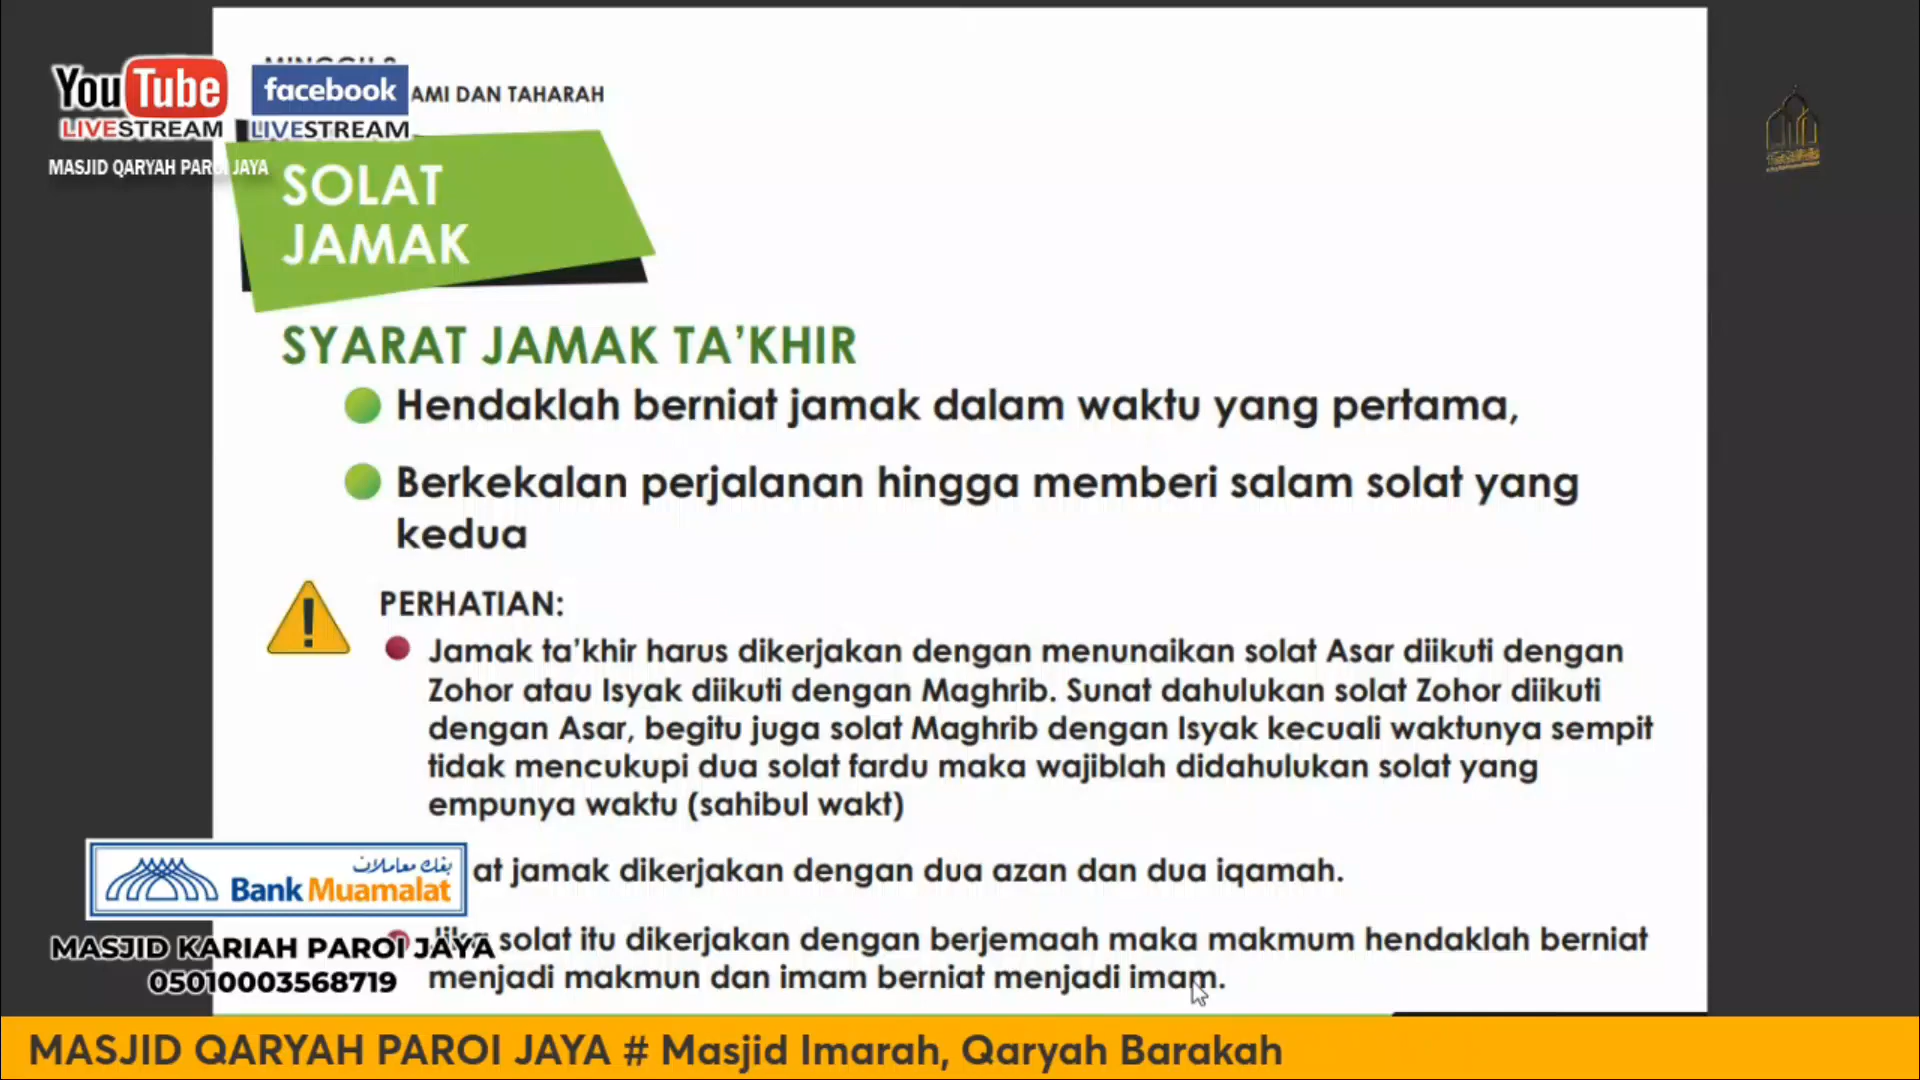 YouTube
LIVESTREAM
facebook
LIVESTREAM
MASJID QARYAH PAROI JAYA
AMI DAN TAHARAH
SOLAT
JAMAK
SYARAT JAMAK TA'KHIR
Hendaklah berniat jamak dalam waktu yang pertama,
Berkekalan perjalanan hingga memberi salam solat yang
kedua
PERHATIAN:
Jamak ta'khir harus dikerjakan dengan menunaikan solat Asar diikuti dengan
Zohor atau Isyak diikuti dengan Maghrib. Sunat dahulukan solat Zohor diikuti
dengan Asar, begitu juga solat Maghrib dengan Isyak kecuali waktunya sempit
tidak mencukupi dua solat fardu maka wajiblah didahulukan solat yang
empunya waktu (sahibul wakt)
at jamak dikerjakan dengan dua azan dan dua iqamah.
solat itu dikerjakan dengan berjemaah maka makmum hendaklah berniat
menjadi makmun dan imam berniat menjadi imam.
بنك معاملات
Bank Muamalat
MASJID KARIAH PAROI JAYA
05010003568719
MASJID QARYAH PAROI JAYA # Masjid Imarah, Qaryah Barakah